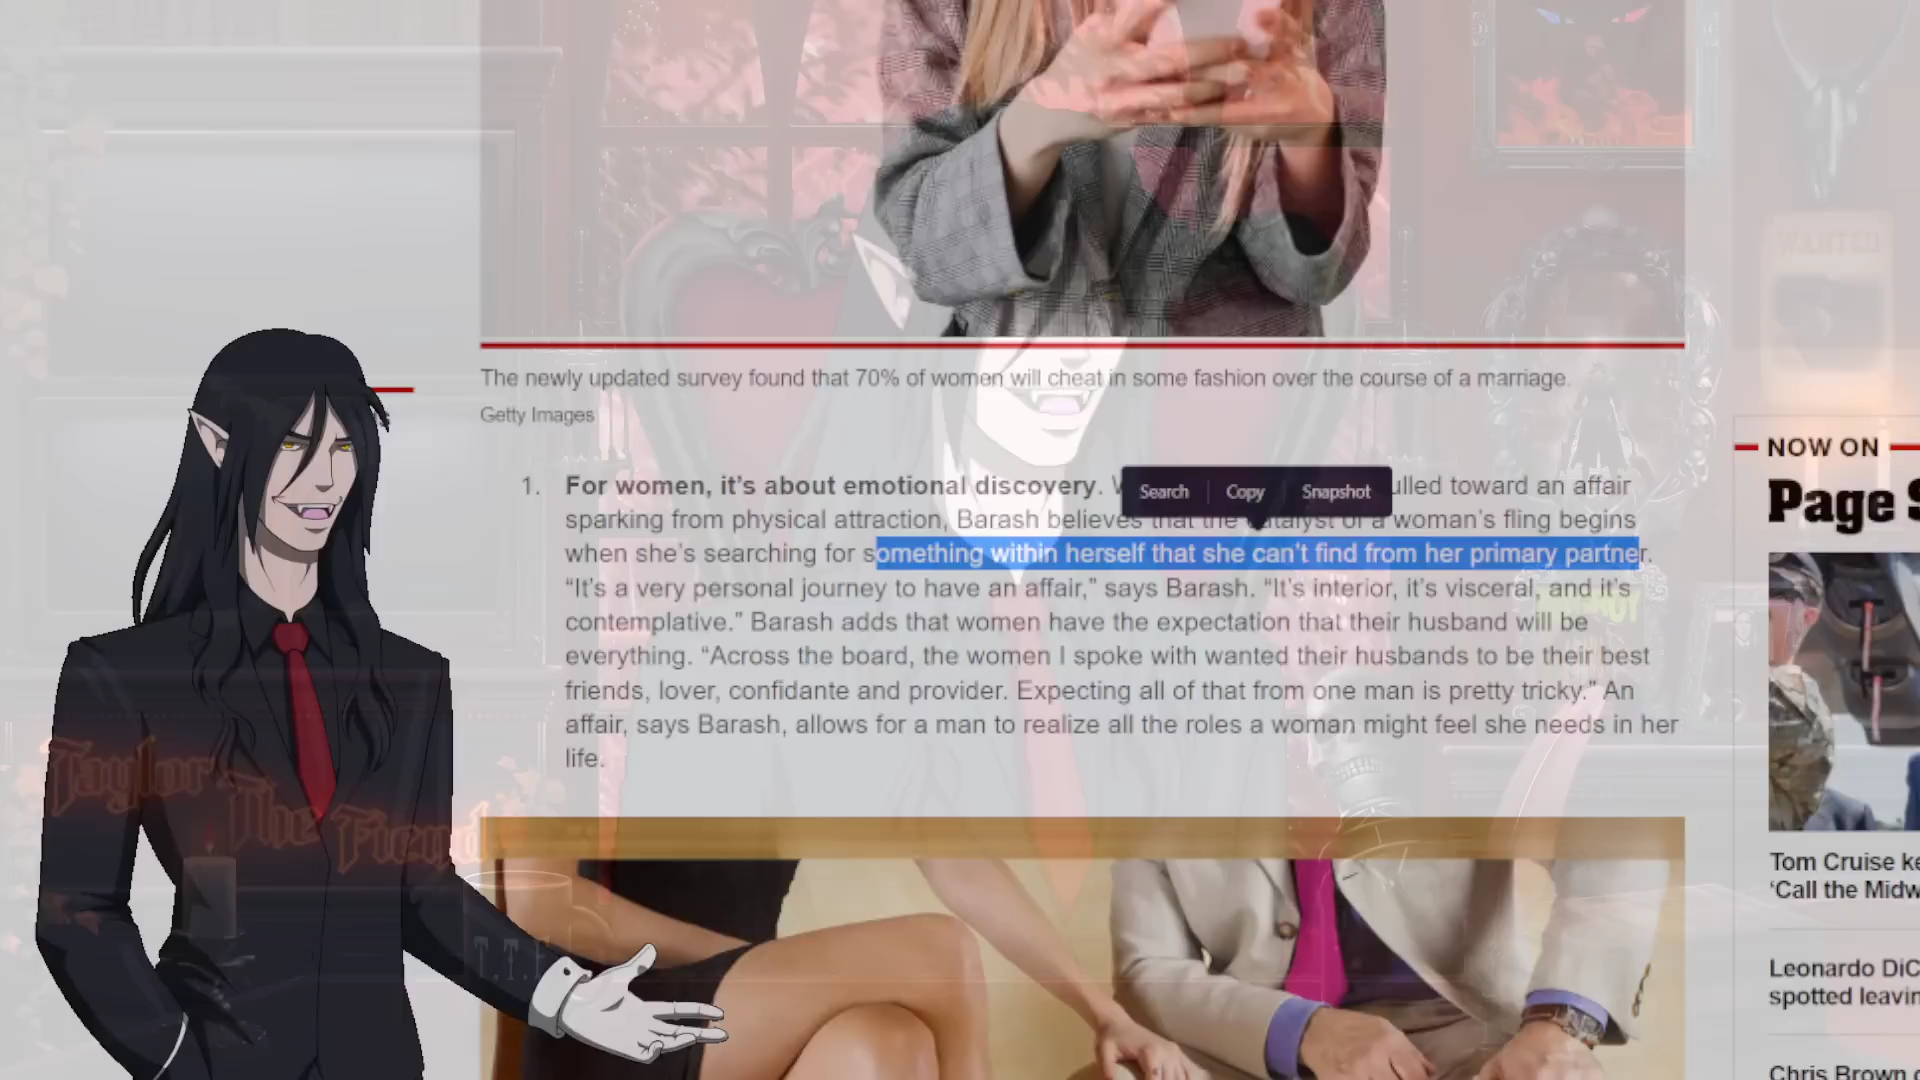 The newly updated survey found that 70% of women will cheat in some fashion over the course of a marriage.
Getty Images
1. For women, it's about emotional discovery. ulled toward an affair
Search Copy Snapshot
sparking from physical attraction, Barash believes that the catalyst of a woman's fling begins
when she's searching for something within herself that she can't find from her primary partner.
“It's a very personal journey to have an affair,” says Barash. “It's interior, it's visceral, and it's
contemplative.” Barash adds that women have the expectation that their husband will be
everything. “Across the board, the women I spoke with wanted their husbands to be their best
friends, lover, confidante and provider. Expecting all of that from one man is pretty tricky.” An
affair, says Barash, allows for a man to realize all the roles a woman might feel she needs in her
life.
WANTED
NOW ON
Page S
Tom Cruise ke
‘Call the Midw
Leonardo DiC
spotted leavin
Chris Brown
Taylor
The
Fiend
T.T.F